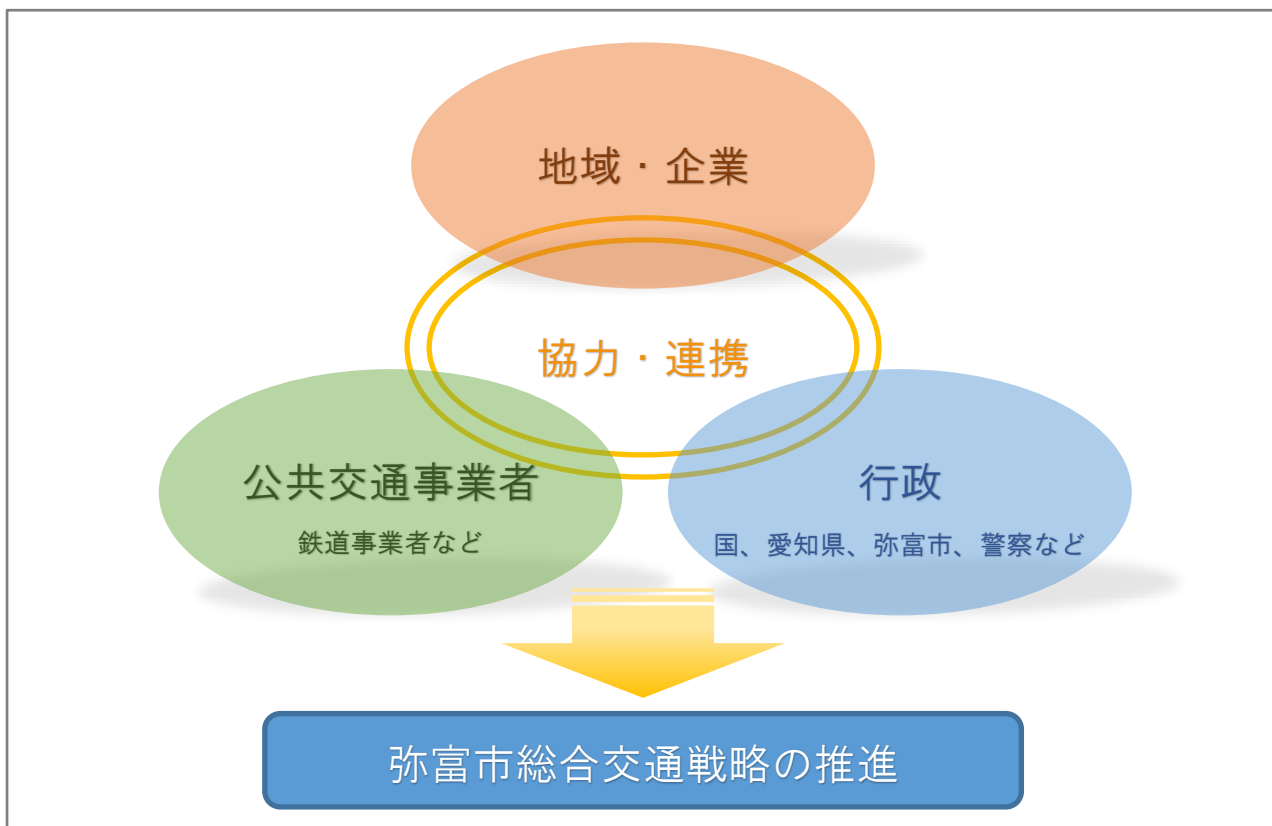 地域・企業
協力・連携
公共交通事業者
鉄道事業者など
行政
国、愛知県、弥富市、警察など
弥富市総合交通戦略の推進